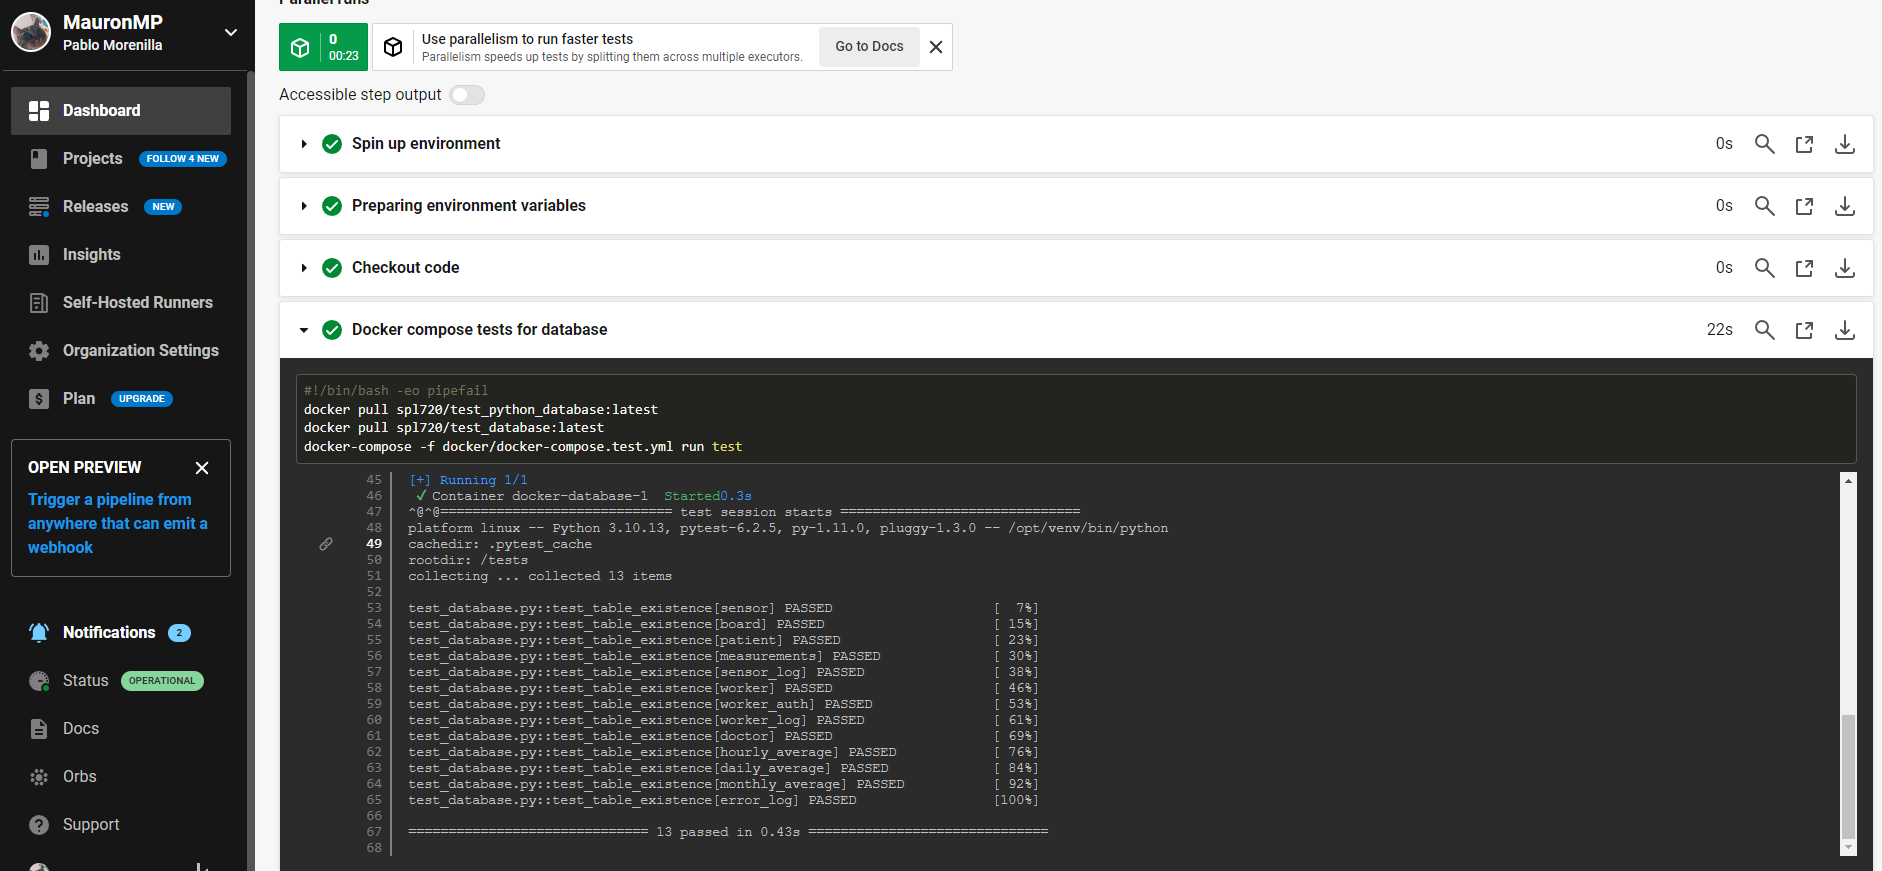 MauronMP
Pablo Morenilla
Dashboard
Projects FOLLOW 4 NEW
Releases NEW
Insights
Self-Hosted Runners
Organization Settings
Plan UPGRADE
OPEN PREVIEW
Trigger a pipeline from
anywhere that can emit a
webhook
Notifications 2
Status OPERATIONAL
Docs
Orbs
Support
Parallel runs
0
00:23
Use parallelism to run faster tests
Parallelism speeds up tests by splitting them across multiple executors.
Go to Docs
Accessible step output
Spin up environment 0s
Preparing environment variables 0s
Checkout code 0s
Docker compose tests for database 22s
#!/bin/bash -eo pipefail
docker pull spl720/test_python_database:latest
docker pull spl720/test_database:latest
docker-compose -f docker/docker-compose.test.yml run test
45 [+] Running 1/1
46 ✓ Container docker-database-1 Started0.3s
47 ^@^@============================= test session starts ==============================
48 platform linux -- Python 3.10.13, pytest-6.2.5, py-1.11.0, pluggy-1.3.0 -- /opt/venv/bin/python
49 cachedir: .pytest_cache
50 rootdir: /tests
51 collecting ... collected 13 items
52
53 test_database.py::test_table_existence[sensor] PASSED [  7%]
54 test_database.py::test_table_existence[board] PASSED [ 15%]
55 test_database.py::test_table_existence[patient] PASSED [ 23%]
56 test_database.py::test_table_existence[measurements] PASSED [ 30%]
57 test_database.py::test_table_existence[sensor_log] PASSED [ 38%]
58 test_database.py::test_table_existence[worker] PASSED [ 46%]
59 test_database.py::test_table_existence[worker_auth] PASSED [ 53%]
60 test_database.py::test_table_existence[worker_log] PASSED [ 61%]
61 test_database.py::test_table_existence[doctor] PASSED [ 69%]
62 test_database.py::test_table_existence[hourly_average] PASSED [ 76%]
63 test_database.py::test_table_existence[daily_average] PASSED [ 84%]
64 test_database.py::test_table_existence[monthly_average] PASSED [ 92%]
65 test_database.py::test_table_existence[error_log] PASSED [100%]
66
67 ============================== 13 passed in 0.43s ==============================
68